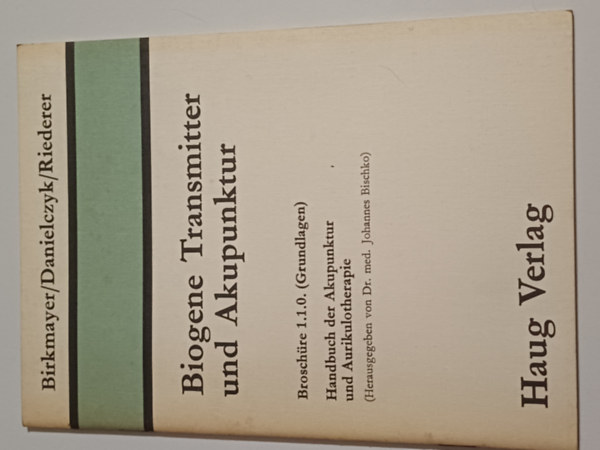 Birkmayer/Danielczyk/Riederer
Biogene Transmitter
und Akupunktur
Broschüre 1.1.0. (Grundlagen)
Handbuch der Akupunktur
und Aurikulotherapie
(Herausgegeben von Dr. med. Johannes Bischko)
Haug Verlag